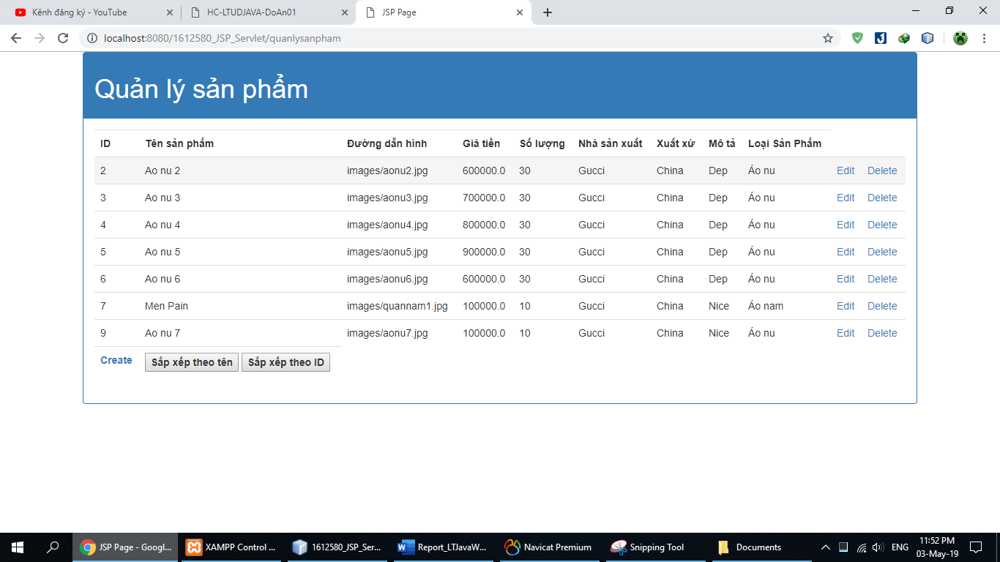 Kênh đăng ký - YouTube
HC-LTUDJAVA-DoAn01
JSP Page
localhost:8080/1612580_JSP_Servlet/quanlysanpham
Quản lý sản phẩm
ID Tên sản phẩm Đường dẫn hình Giá tiền Số lượng Nhà sản xuất Xuất xứ Mô tả Loại Sản Phẩm
2 Ao nu 2 images/aonu2.jpg 600000.0 30 Gucci China Dep Áo nu Edit Delete
3 Ao nu 3 images/aonu3.jpg 700000.0 30 Gucci China Dep Áo nu Edit Delete
4 Ao nu 4 images/aonu4.jpg 800000.0 30 Gucci China Dep Áo nu Edit Delete
5 Ao nu 5 images/aonu5.jpg 900000.0 30 Gucci China Dep Áo nu Edit Delete
6 Ao nu 6 images/aonu6.jpg 600000.0 30 Gucci China Dep Áo nu Edit Delete
7 Men Pain images/quannam1.jpg 100000.0 10 Gucci China Nice Áo nam Edit Delete
9 Ao nu 7 images/aonu7.jpg 100000.0 10 Gucci China Nice Áo nu Edit Delete
Create Sắp xếp theo tên Sắp xếp theo ID
JSP Page - Googl...
XAMPP Control ...
1612580_JSP_Ser...
Report_LTJavaW...
Navicat Premium
Snipping Tool
Documents
ENG
11:52 PM
03-May-19